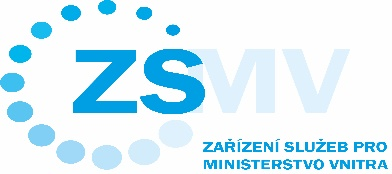 ZSMV
ZAŘÍZENÍ SLUŽEB PRO
MINISTERSTVO VNITRA